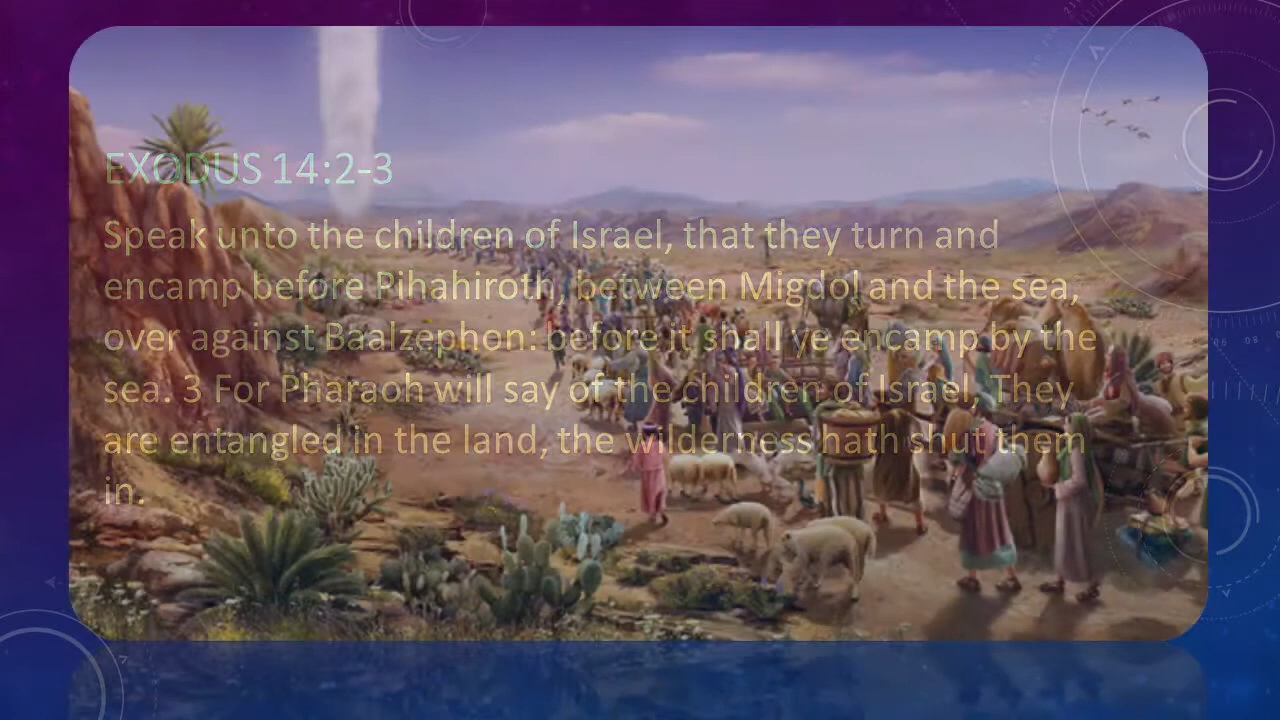 EXODUS 14:2-3
Speak unto the children of Israel, that they turn and
encamp before Pihahiroth, between Migdol and the sea,
over against Baalzephon: before it shall ye encamp by the
sea. 3 For Pharaoh will say of the children of Israel, They
are entangled in the land, the wilderness hath shut them
in.